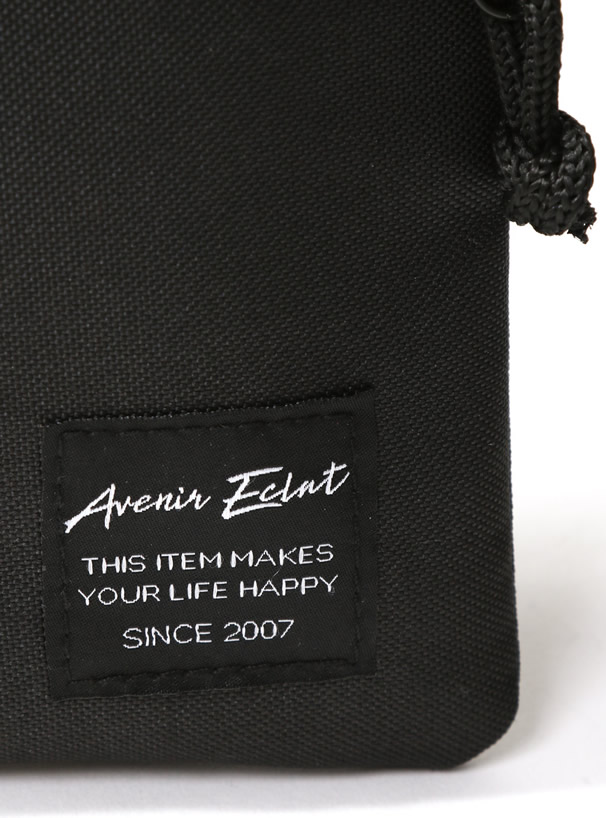 Avenir Eclat
THIS ITEM MAKES
YOUR LIFE HAPPY
SINCE 2007